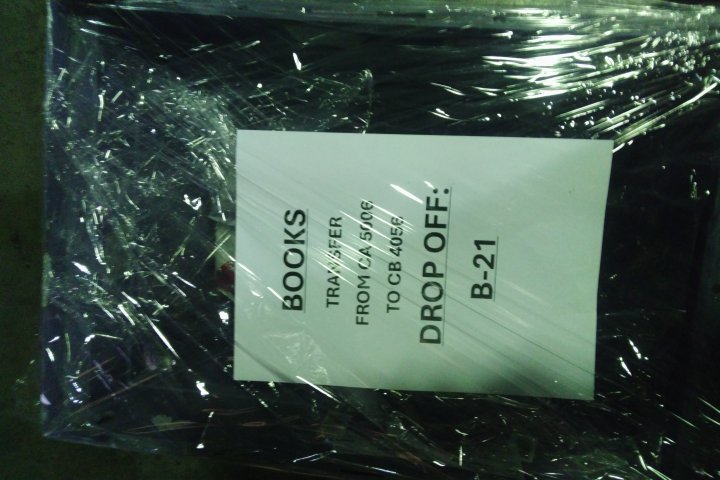 BOOKS
TRANSFER
FROM CA 5006
TO CB 4056
DROP OFF:
B-21